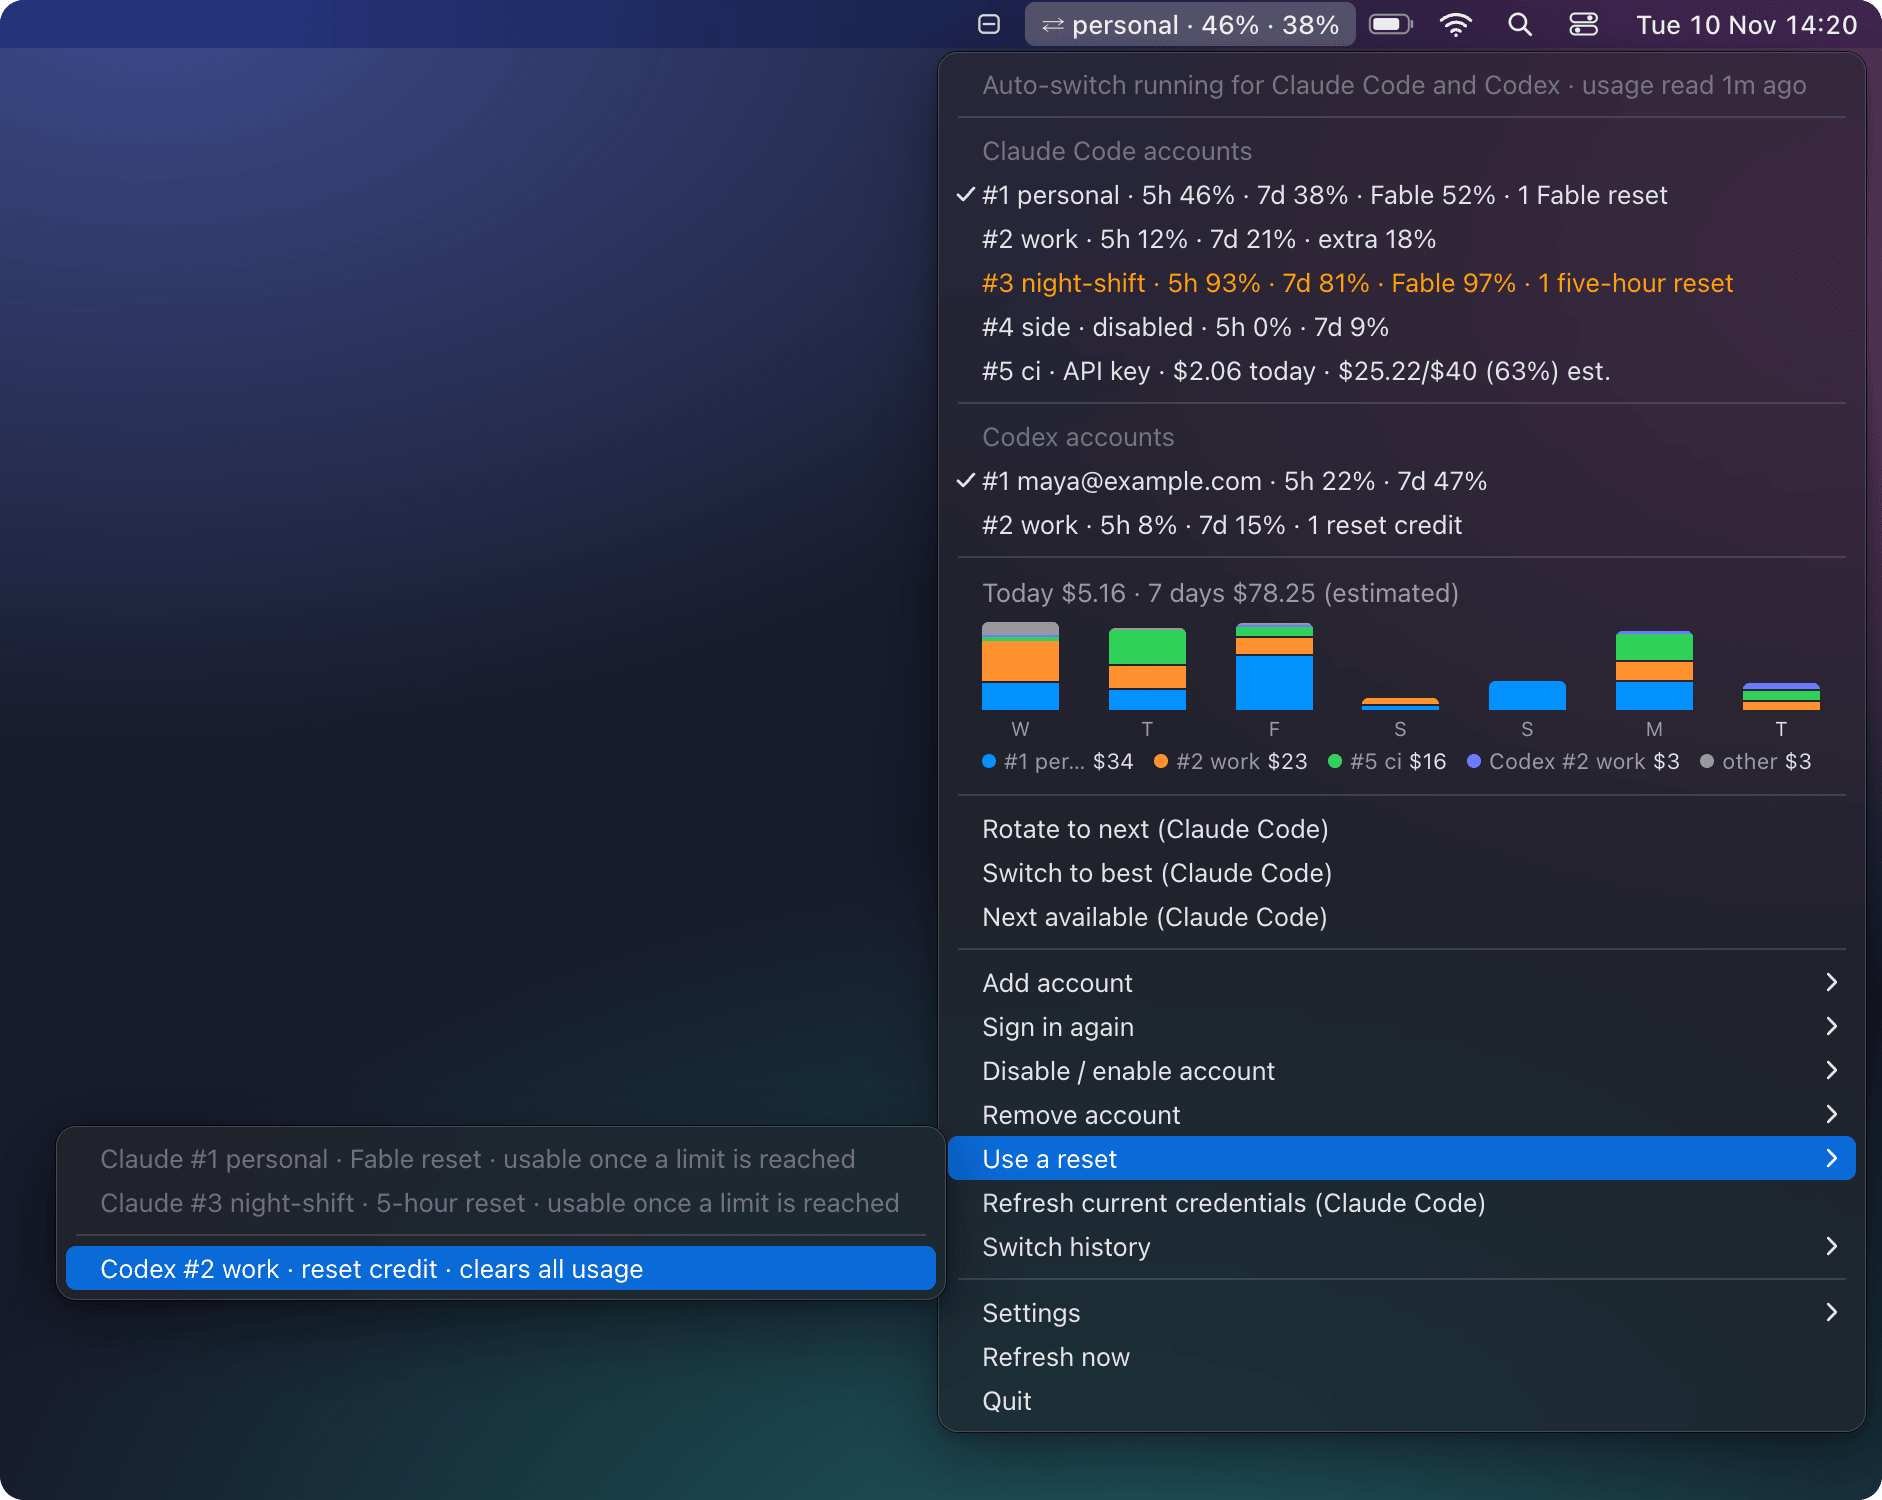 personal · 46% · 38%
Tue 10 Nov 14:20
Auto-switch running for Claude Code and Codex · usage read 1m ago
Claude Code accounts
✓ #1 personal · 5h 46% · 7d 38% · Fable 52% · 1 Fable reset
#2 work · 5h 12% · 7d 21% · extra 18%
#3 night-shift · 5h 93% · 7d 81% · Fable 97% · 1 five-hour reset
#4 side · disabled · 5h 0% · 7d 9%
#5 ci · API key · $2.06 today · $25.22/$40 (63%) est.
Codex accounts
✓ #1 maya@example.com · 5h 22% · 7d 47%
#2 work · 5h 8% · 7d 15% · 1 reset credit
Today $5.16 · 7 days $78.25 (estimated)
W T F S S M T
#1 per... $34 #2 work $23 #5 ci $16 Codex #2 work $3 other $3
Rotate to next (Claude Code)
Switch to best (Claude Code)
Next available (Claude Code)
Add account
Sign in again
Disable / enable account
Remove account
Use a reset
Refresh current credentials (Claude Code)
Switch history
Settings
Refresh now
Quit
Claude #1 personal · Fable reset · usable once a limit is reached
Claude #3 night-shift · 5-hour reset · usable once a limit is reached
Codex #2 work · reset credit · clears all usage